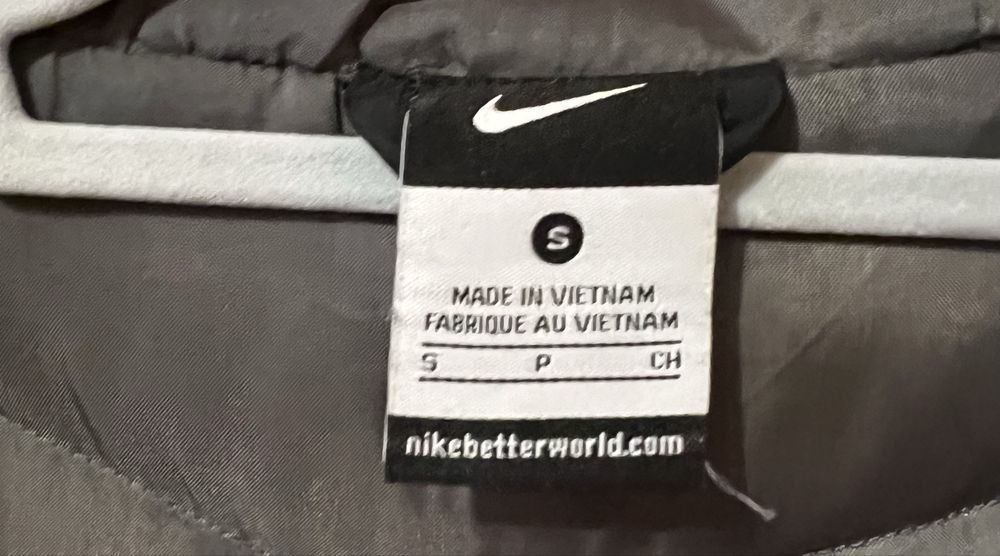 S
MADE IN VIETNAM
FABRIQUE AU VIETNAM
S P CH
nikebetterworld.com